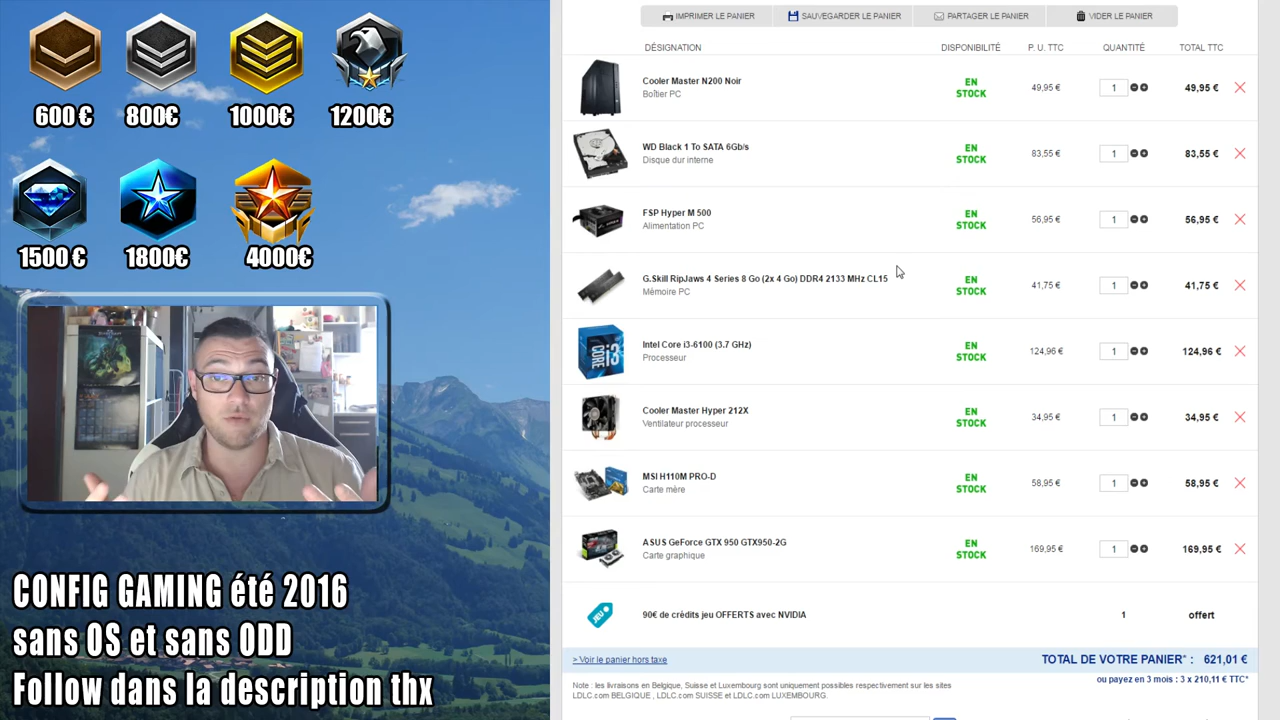 600€ 800€ 1000€ 1200€
1500€ 1800€ 4000€
CONFIG GAMING été 2016
sans OS et sans ODD
Follow dans la description thx
IMPRIMER LE PANIER SAUVEGARDER LE PANIER PARTAGER LE PANIER VIDER LE PANIER
DÉSIGNATION DISPONIBILITÉ P. U. TTC QUANTITÉ TOTAL TTC
Cooler Master N200 Noir
Boîtier PC
EN STOCK 49,95 € 1 49,95 €
WD Black 1 To SATA 6Gb/s
Disque dur interne
EN STOCK 83,55 € 1 83,55 €
FSP Hyper M 500
Alimentation PC
EN STOCK 56,95 € 1 56,95 €
G.Skill RipJaws 4 Series 8 Go (2x 4 Go) DDR4 2133 MHz CL15
Mémoire PC
EN STOCK 41,75 € 1 41,75 €
CORE i3
Intel Core i3-6100 (3.7 GHz)
Processeur
EN STOCK 124,96 € 1 124,96 €
Cooler Master Hyper 212X
Ventilateur processeur
EN STOCK 34,95 € 1 34,95 €
MSI H110M PRO-D
Carte mère
EN STOCK 58,95 € 1 58,95 €
ASUS GeForce GTX 950 GTX950-2G
Carte graphique
EN STOCK 169,95 € 1 169,95 €
JEU
90€ de crédits jeu OFFERTS avec NVIDIA 1 offert
> Voir le panier hors taxe
TOTAL DE VOTRE PANIER* : 621,01 €
ou payez en 3 mois : 3 x 210,11 € TTC*
Note : les livraisons en Belgique, Suisse et Luxembourg sont uniquement possibles respectivement sur les sites
LDLC.com BELGIQUE , LDLC.com SUISSE et LDLC.com LUXEMBOURG.